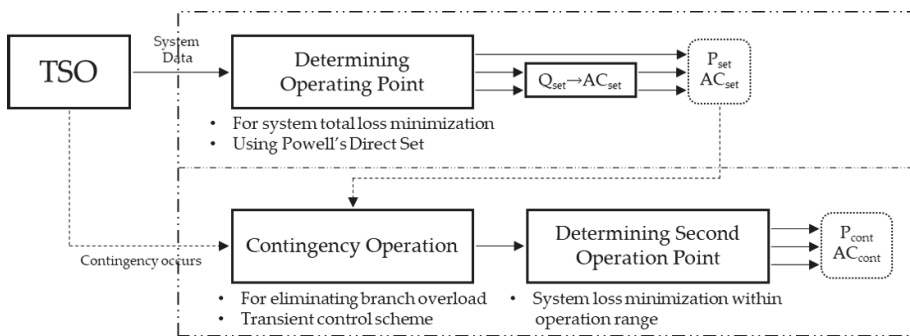 TSO
System
Data
Determining
Operating Point
Q_set→AC_set
P_set
AC_set
• For system total loss minimization
• Using Powell's Direct Set
Contingency occurs
Contingency Operation
Determining Second
Operation Point
P_cont
AC_cont
• For eliminating branch overload
• Transient control scheme
• System loss minimization within
operation range